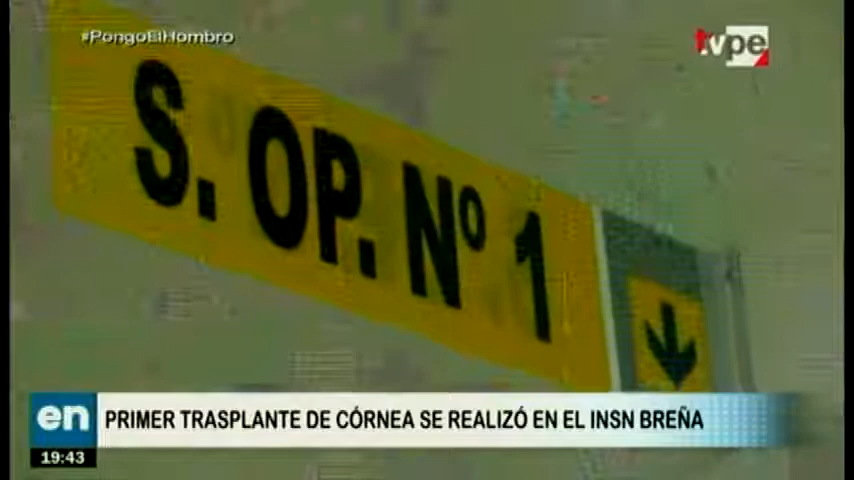 #PongoElHombro
tvpe
S. OP. Nº 1
en
PRIMER TRASPLANTE DE CÓRNEA SE REALIZÓ EN EL INSN BREÑA
19:43